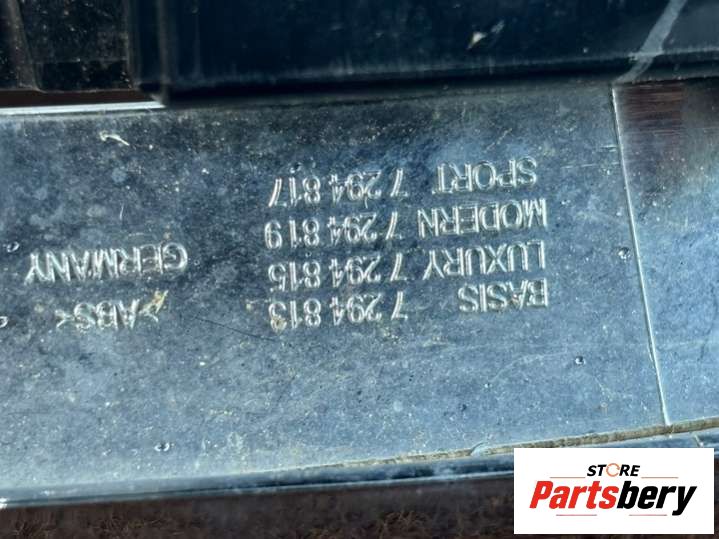 BASIS 7 294 813
LUXURY 7 294 815
MODERN 7 294 819
SPORT 7 294 817
>ABS<
GERMANY
STORE
Partsbery